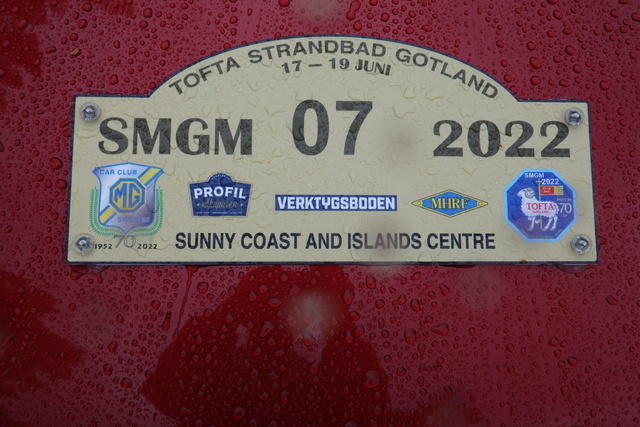 TOFTA STRANDBAD GOTLAND
17 – 19 JUNI
SMGM 07 2022
CAR CLUB
MG
SWEDEN
1952 70 2022
PROFIL
VERKTYGSBODEN
MHRF
SMGM
2022
TOFTA
70
SUNNY COAST AND ISLANDS CENTRE